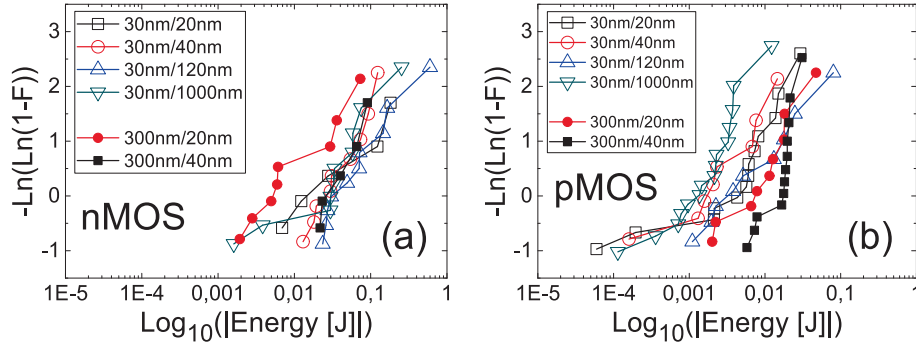 3
2
1
0
-1
-Ln(Ln(1-F))
30nm/20nm
30nm/40nm
30nm/120nm
30nm/1000nm
300nm/20nm
300nm/40nm
nMOS
(a)
1E-5 1E-4 0,001 0,01 0,1 1
Log10(|Energy [J]|)
3
2
1
0
-1
-Ln(Ln(1-F))
30nm/20nm
30nm/40nm
30nm/120nm
30nm/1000nm
300nm/20nm
300nm/40nm
pMOS
(b)
1E-5 1E-4 0,001 0,01 0,1 1
Log10(|Energy [J]|)